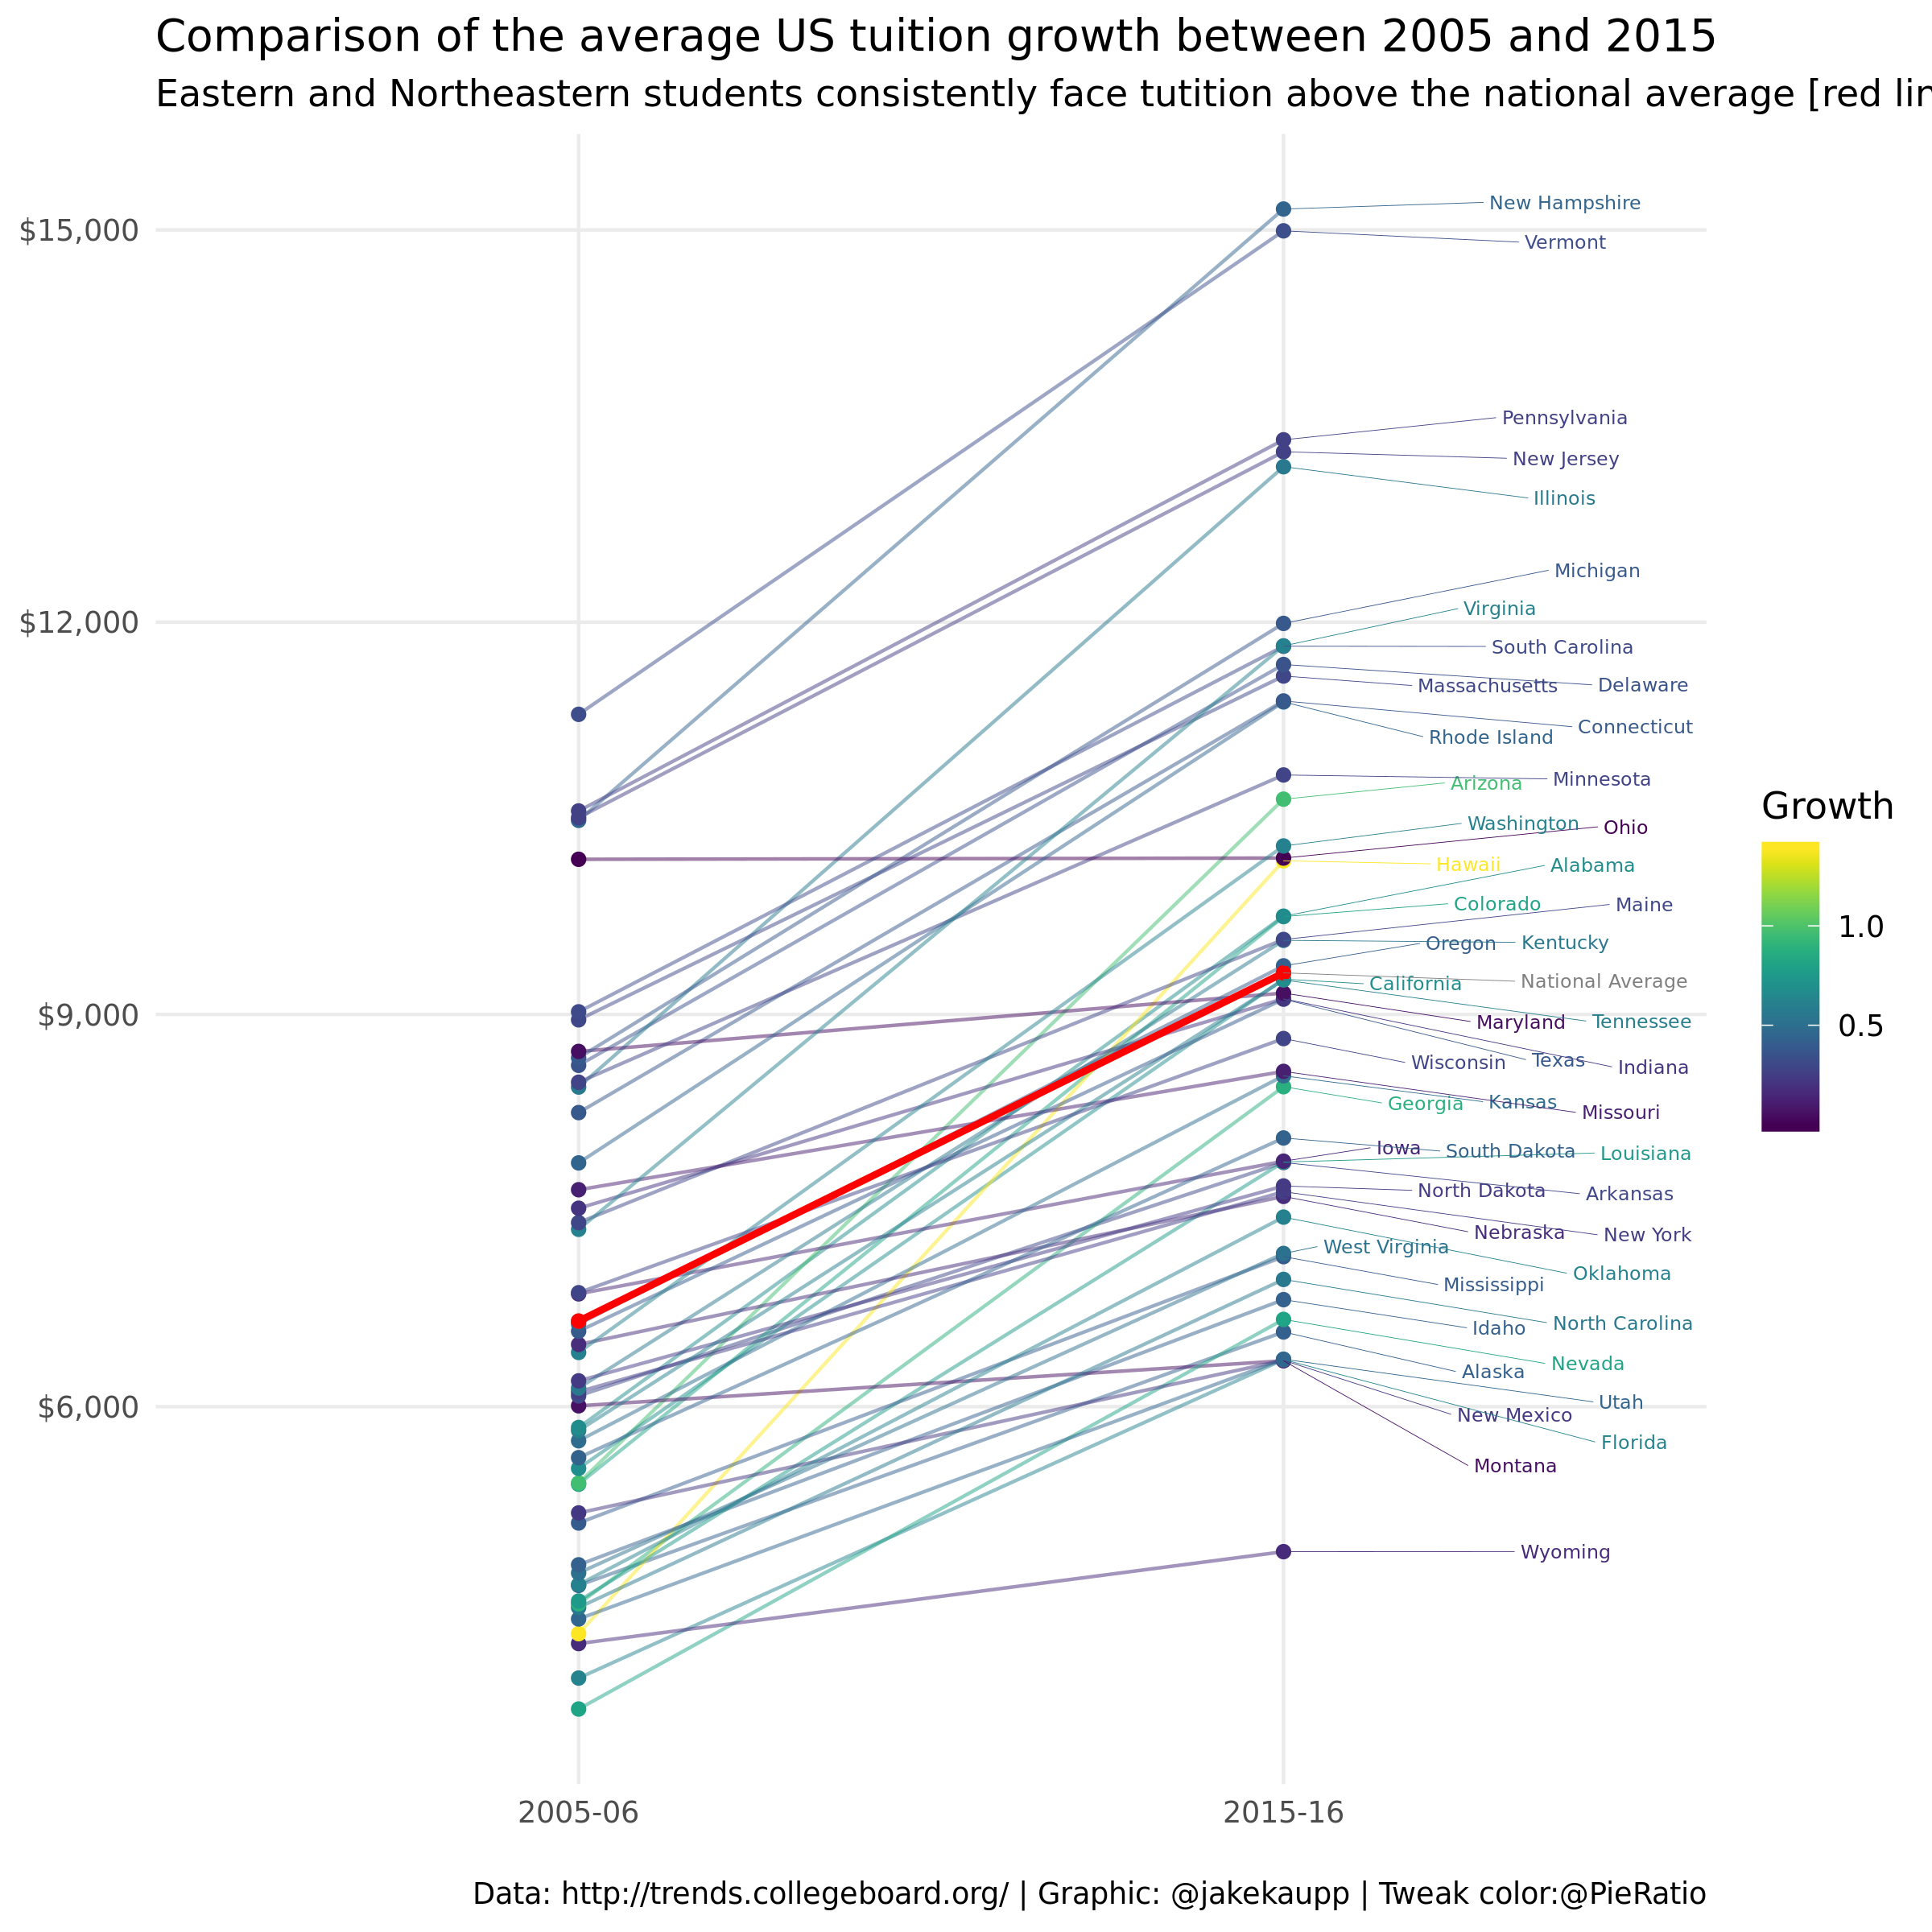 Comparison of the average US tuition growth between 2005 and 2015
Eastern and Northeastern students consistently face tutition above the national average [red lin
$15,000
$12,000
$9,000
$6,000
New Hampshire
Vermont
Pennsylvania
New Jersey
Illinois
Michigan
Virginia
South Carolina
Massachusetts
Delaware
Connecticut
Rhode Island
Minnesota
Arizona
Washington
Ohio
Hawaii
Alabama
Colorado
Maine
Oregon
Kentucky
National Average
California
Maryland
Tennessee
Wisconsin
Texas
Indiana
Georgia
Kansas
Missouri
Iowa
South Dakota
Louisiana
North Dakota
Arkansas
Nebraska
New York
West Virginia
Oklahoma
Mississippi
North Carolina
Idaho
Nevada
Alaska
Utah
New Mexico
Florida
Montana
Wyoming
Growth
1.0
0.5
2005-06
2015-16
Data: http://trends.collegeboard.org/ | Graphic: @jakekaupp | Tweak color:@PieRatio